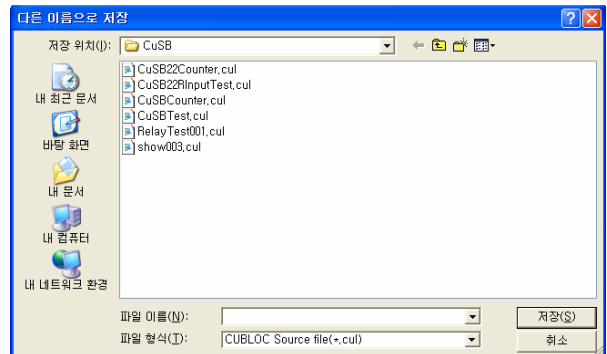 다른 이름으로 저장
저장 위치(I):
CuSB
CuSB22Counter.cul
CuSB22RInputTest.cul
CuSBCounter.cul
CuSBTest.cul
RelayTest001.cul
show003.cul
내 최근 문서
바탕 화면
내 문서
내 컴퓨터
내 네트워크 환경
파일 이름(N):
저장(S)
파일 형식(T):
CUBLOC Source file(*.cul)
취소